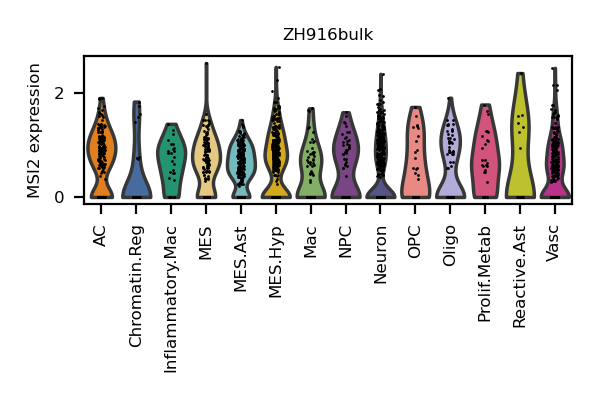 ZH916bulk
MSI2 expression
2
0
AC
Chromatin.Reg
Inflammatory.Mac
MES
MES.Ast
MES.Hyp
Mac
NPC
Neuron
OPC
Oligo
Prolif.Metab
Reactive.Ast
Vasc